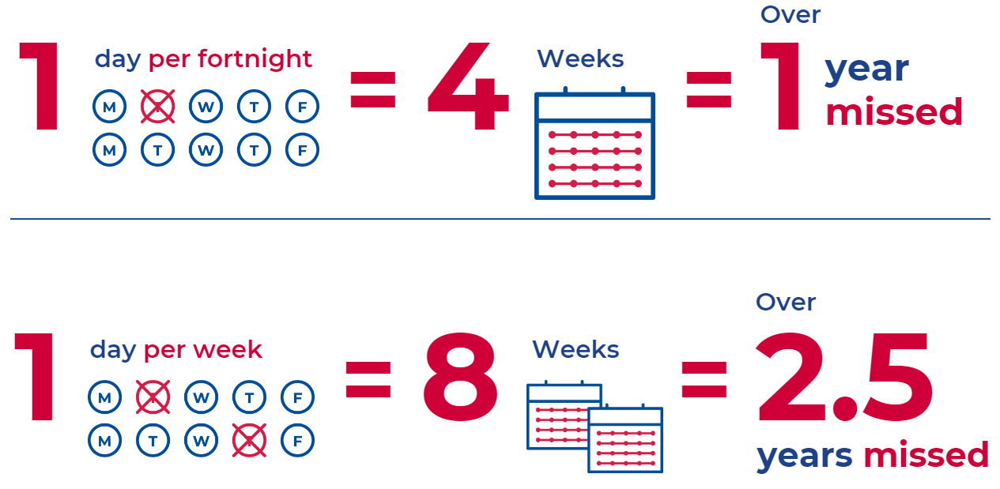 Over
1 day per fortnight = 4 Weeks = 1 year missed
M W T F
M T W T F
Over
1 day per week = 8 Weeks = 2.5 years missed
M W T F
M T W F